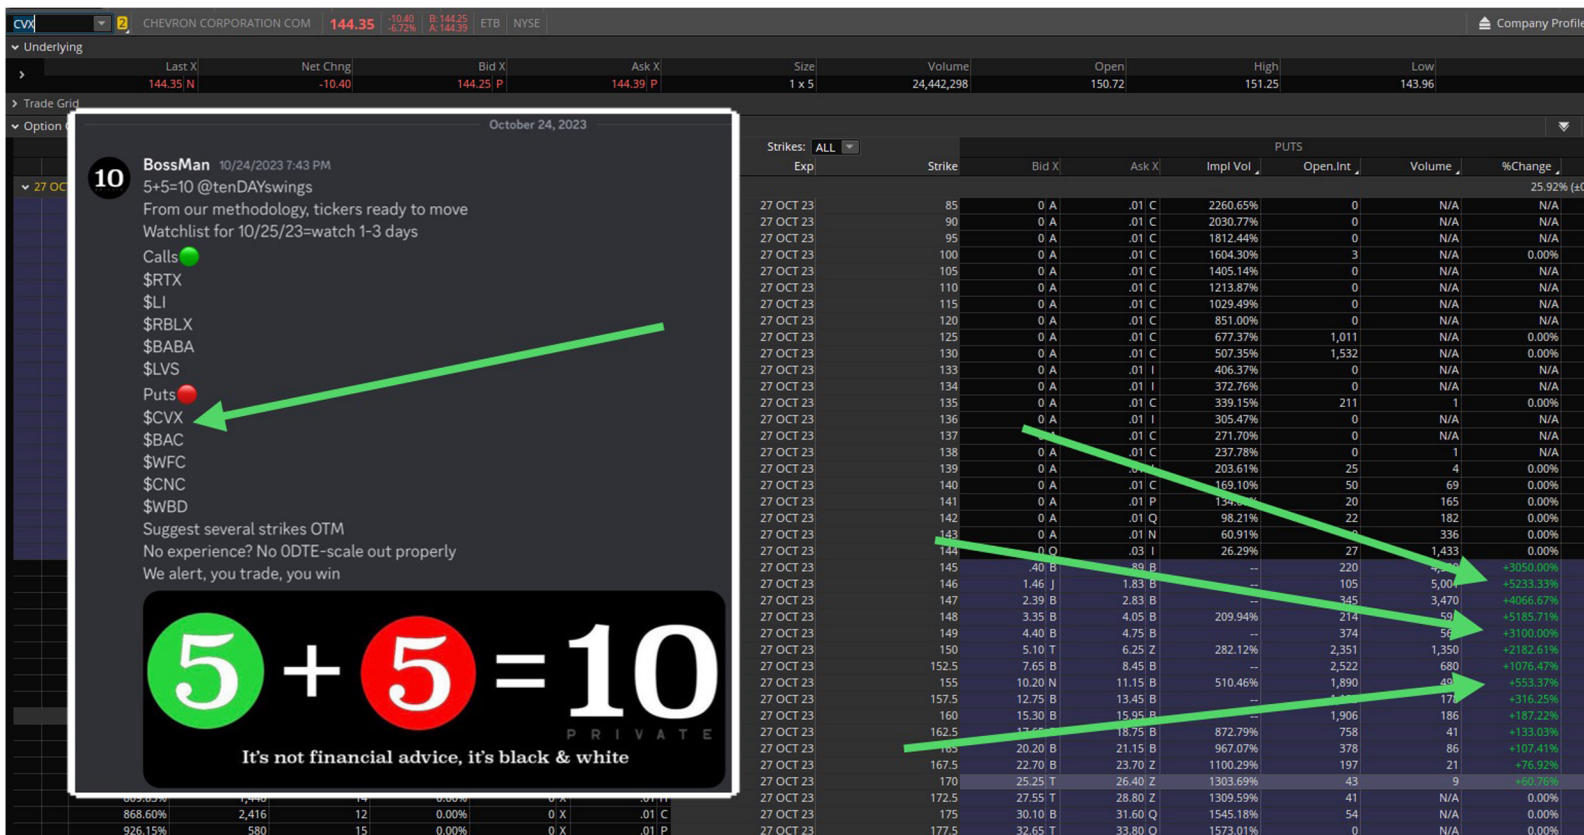 CVX 2 CHEVRON CORPORATION COM 144.35 -10.40 -6.72% B: 144.25 A: 144.39 ETB NYSE Company Profile
Underlying
Last X Net Chng Bid X Ask X Size Volume Open High Low
144.35 N -10.40 144.25 P 144.39 P 1 x 5 24,442,298 150.72 151.25 143.96
Trade Grid
Option
October 24, 2023
10
BossMan 10/24/2023 7:43 PM
5+5=10 @tenDAYswings
From our methodology, tickers ready to move
Watchlist for 10/25/23=watch 1-3 days
Calls🟢
$RTX
$LI
$RBLX
$BABA
$LVS
Puts🔴
$CVX
$BAC
$WFC
$CNC
$WBD
Suggest several strikes OTM
No experience? No 0DTE-scale out properly
We alert, you trade, you win
5 + 5 = 10
PRIVATE
It's not financial advice, it's black & white
Strikes: ALL PUTS
Exp Strike Bid X Ask X Impl Vol Open.Int Volume %Change
27 OC 25.92%
27 OCT 23 85 0 A .01 C 2260.65% 0 N/A N/A
27 OCT 23 90 0 A .01 C 2030.77% 0 N/A N/A
27 OCT 23 95 0 A .01 C 1812.44% 0 N/A N/A
27 OCT 23 100 0 A .01 C 1604.30% 3 N/A 0.00%
27 OCT 23 105 0 A .01 C 1405.14% 0 N/A N/A
27 OCT 23 110 0 A .01 C 1213.87% 0 N/A N/A
27 OCT 23 115 0 A .01 C 1029.49% 0 N/A N/A
27 OCT 23 120 0 A .01 C 851.00% 0 N/A N/A
27 OCT 23 125 0 A .01 C 677.37% 1,011 N/A 0.00%
27 OCT 23 130 0 A .01 C 507.35% 1,532 N/A 0.00%
27 OCT 23 133 0 A .01 I 406.37% 0 N/A N/A
27 OCT 23 134 0 A .01 I 372.76% 0 N/A N/A
27 OCT 23 135 0 A .01 C 339.15% 211 1 0.00%
27 OCT 23 136 0 A .01 I 305.47% 0 N/A N/A
27 OCT 23 137 .01 C 271.70% 0 N/A N/A
27 OCT 23 138 0 A .01 C 237.78% 0 1 N/A
27 OCT 23 139 0 A 203.61% 25 4 0.00%
27 OCT 23 140 0 A .01 C 169.10% 50 69 0.00%
27 OCT 23 141 0 A .01 P 20 165 0.00%
27 OCT 23 142 0 A .01 Q 98.21% 22 182 0.00%
27 OCT 23 143 0 A .01 N 60.91% 336 0.00%
27 OCT 23 144 0 Q .03 I 26.29% 27 1,433 0.00%
27 OCT 23 145 .40 B .89 B -- 220 +3050.00%
27 OCT 23 146 1.46 J 1.83 B -- 105 +5233.33%
27 OCT 23 147 2.39 B 2.83 B -- 345 3,470 +4066.67%
27 OCT 23 148 3.35 B 4.05 B 209.94% 214 +5185.71%
27 OCT 23 149 4.40 B 4.75 B -- 374 +3100.00%
27 OCT 23 150 5.10 T 6.25 Z 282.12% 2,351 1,350 +2182.61%
27 OCT 23 152.5 7.65 B 8.45 B -- 2,522 680 +1076.47%
27 OCT 23 155 10.20 N 11.15 B 510.46% 1,890 +553.37%
27 OCT 23 157.5 12.75 B 13.45 B -- 178 +316.25%
27 OCT 23 160 15.30 B 15.95 B -- 1,906 186 +187.22%
27 OCT 23 162.5 18.75 B 872.79% 758 41 +133.03%
27 OCT 23 165 20.20 B 21.15 B 967.07% 378 86 +107.41%
27 OCT 23 167.5 22.70 B 23.70 Z 1100.29% 197 21 +76.92%
27 OCT 23 170 25.25 T 26.40 Z 1303.69% 43 9 +60.76%
27 OCT 23 172.5 27.55 T 28.80 Z 1309.59% 41 N/A 0.00%
868.60% 2,416 12 0.00% 0 X .01 C 27 OCT 23 175 30.10 B 31.60 Q 1545.18% 54 N/A 0.00%
926.15% 580 15 0.00% 0 X .01 P 27 OCT 23 177.5 32.65 T 33.80 Q 1573.01% 0 N/A 0.00%